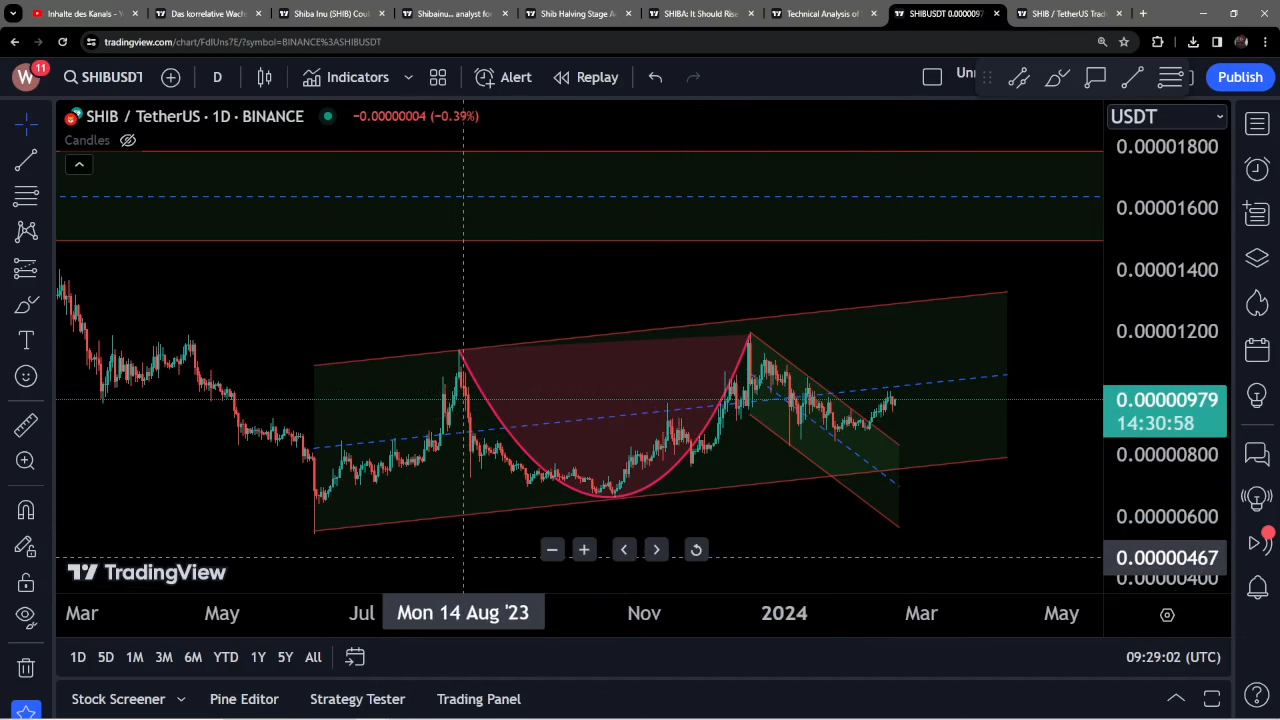 Inhalte des Kanals –
Das korrelative Wach
Shiba Inu (SHIB) Cou
Shibainu... analyst for
Shib Halving Stage A
SHIBA: It Should Rise
Technical Analysis of
SHIBUSDT 0.0000097
SHIB / TetherUS Trad
tradingview.com/chart/FdIUns7E/?symbol=BINANCE%3ASHIBUSDT
W
11
SHIBUSDT
D
Indicators
Alert
Replay
Un
Publish
SHIB / TetherUS · 1D · BINANCE
−0.00000004 (−0.39%)
USDT
Candles
0.00001800
0.00001600
0.00001400
0.00001200
0.00000979
14:30:58
0.00000800
0.00000600
0.00000467
0.00000400
TradingView
Mar
May
Jul
Mon 14 Aug '23
Nov
2024
Mar
May
1D
5D
1M
3M
6M
YTD
1Y
5Y
All
09:29:02 (UTC)
Stock Screener
Pine Editor
Strategy Tester
Trading Panel